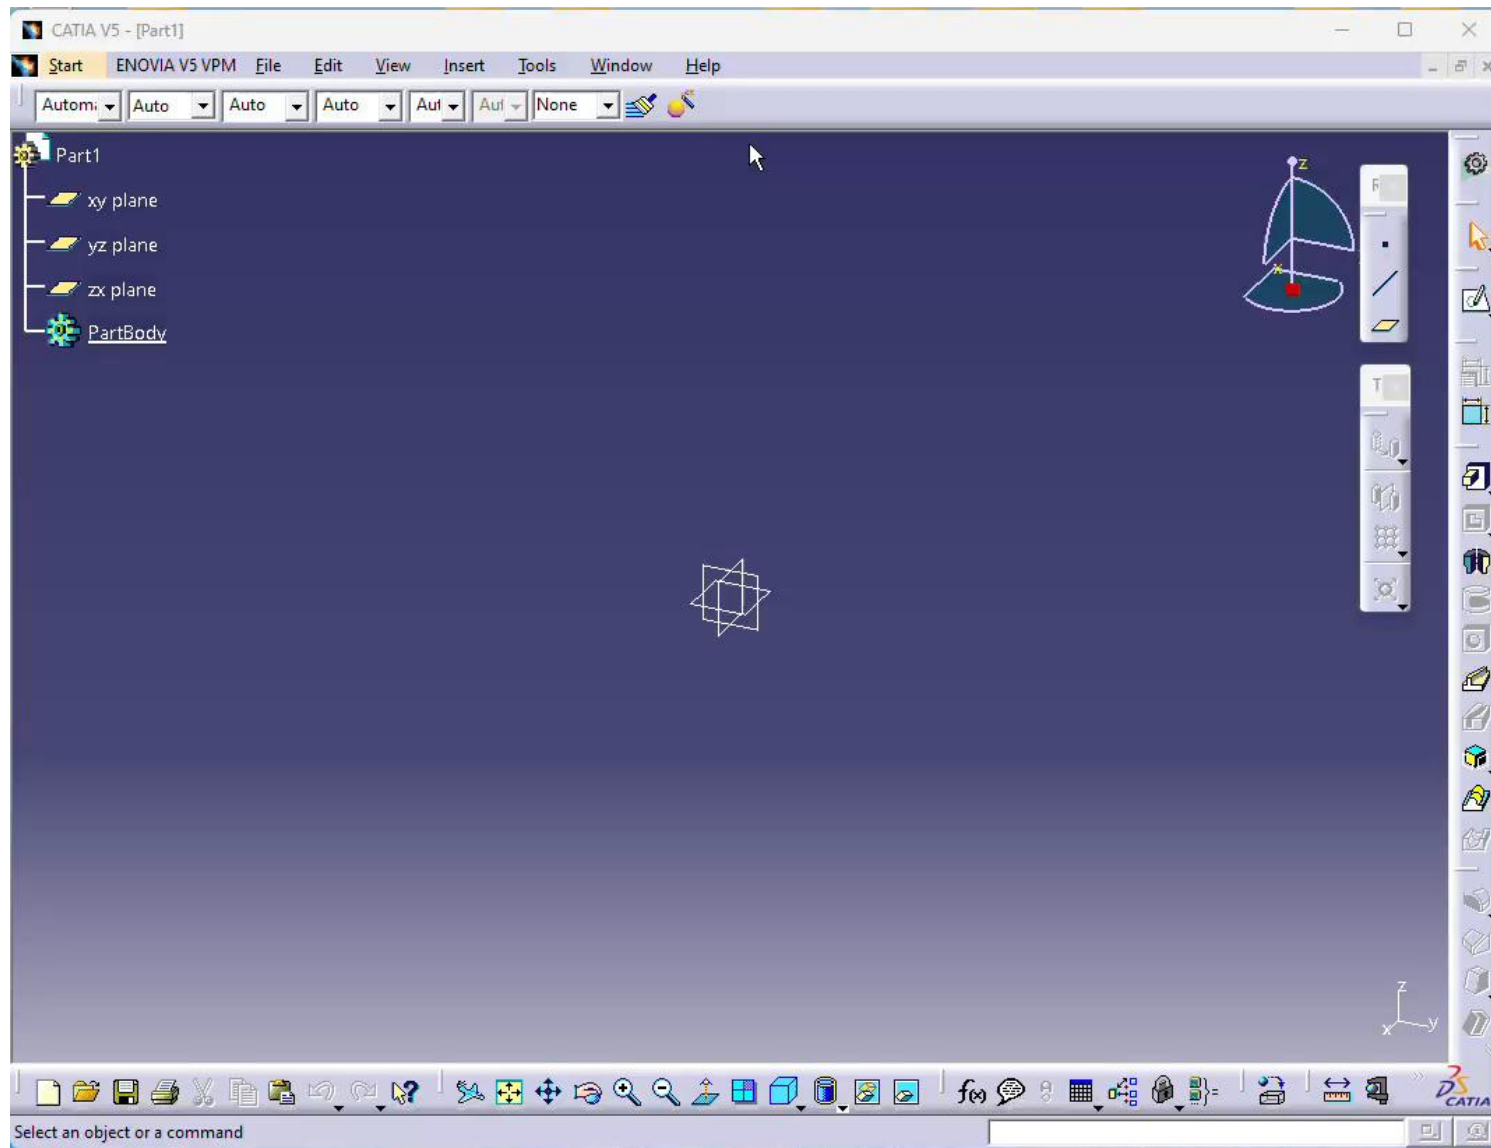 CATIA V5 - [Part1]
Start ENOVIA V5 VPM File Edit View Insert Tools Window Help
Auto Auto Auto Aut Aut None
Part1
xy plane
yz plane
zx plane
PartBody
z
x
R
T
z
x y
f(x)
CATIA
Select an object or a command